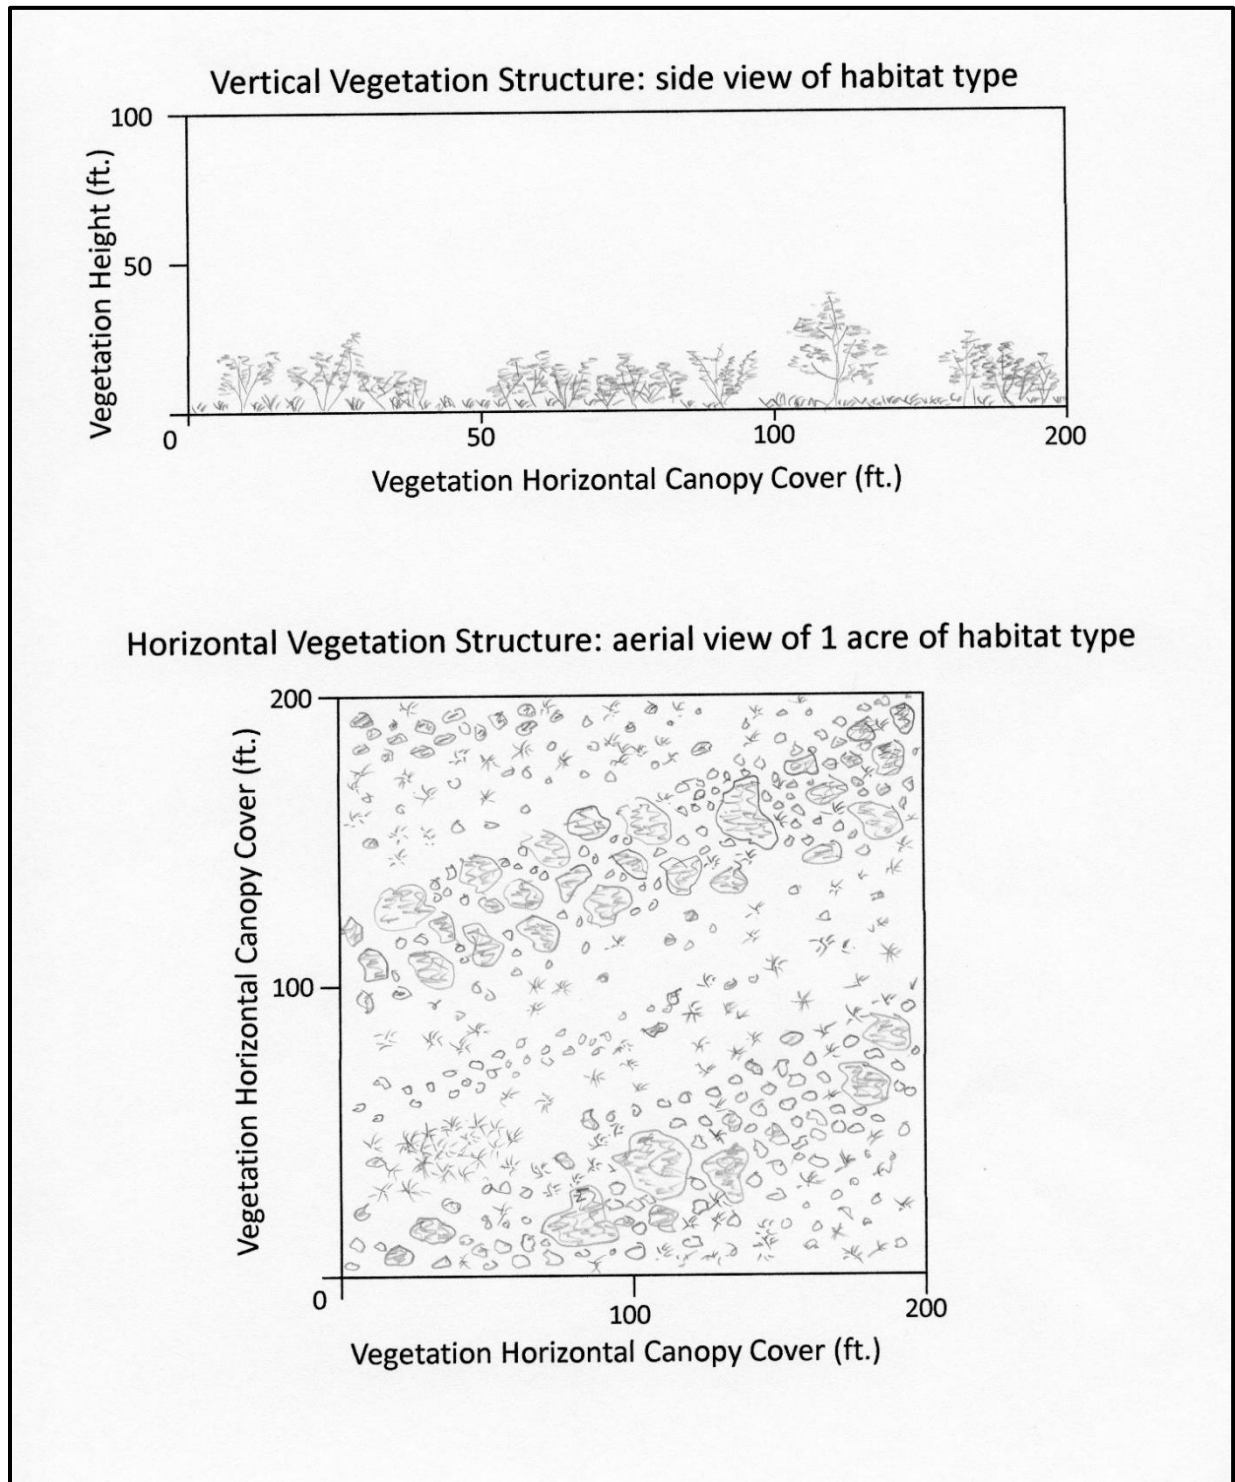 Vertical Vegetation Structure: side view of habitat type
100
50
Vegetation Height (ft.)
0
50
100
200
Vegetation Horizontal Canopy Cover (ft.)
Horizontal Vegetation Structure: aerial view of 1 acre of habitat type
200
100
Vegetation Horizontal Canopy Cover (ft.)
0
100
200
Vegetation Horizontal Canopy Cover (ft.)